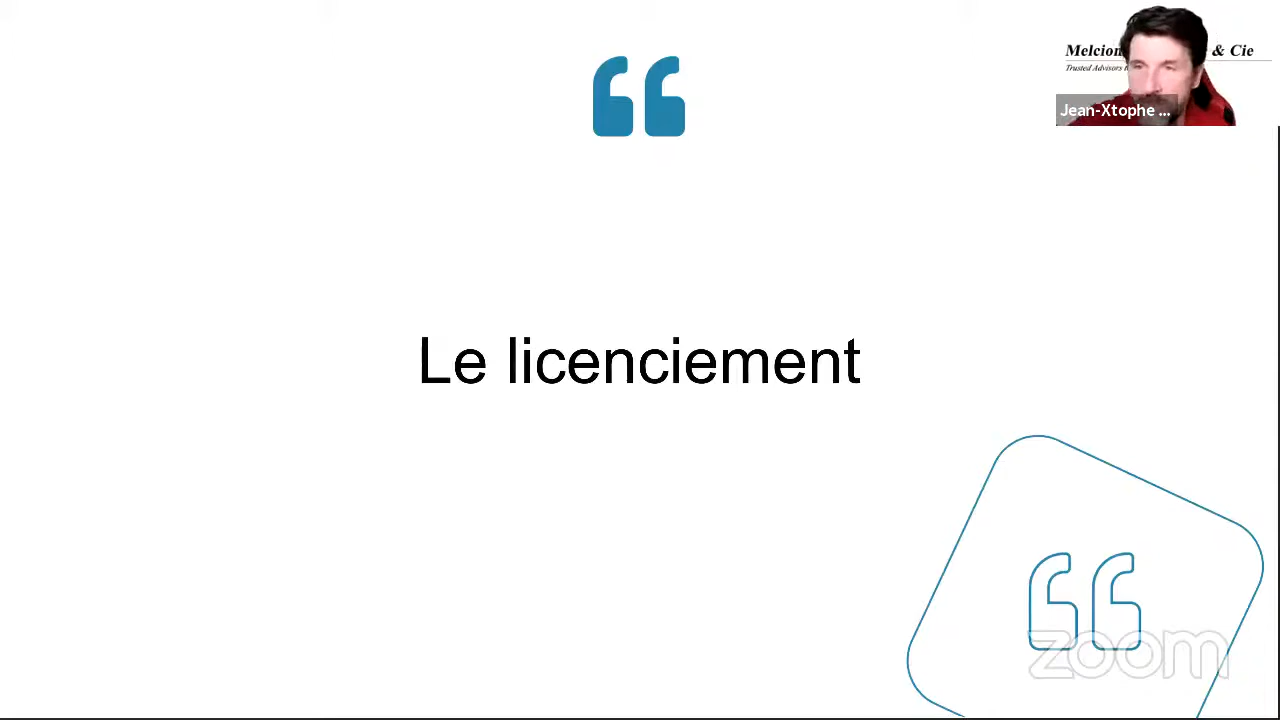 Melcion & Cie
Trusted Advisors
Jean-Xtophe ...
Le licenciement
zoom